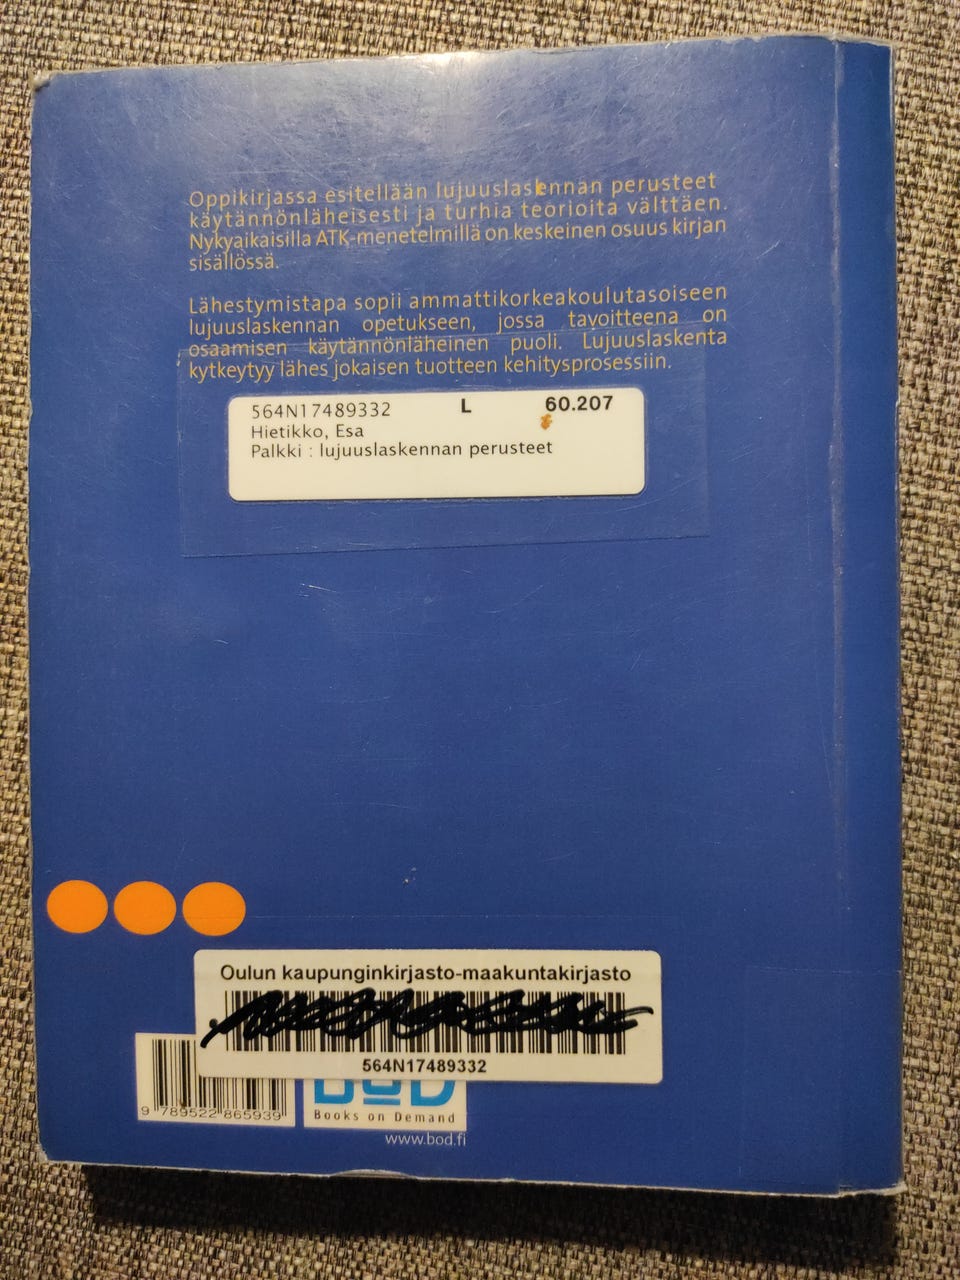 Oppikirjassa esitellään lujuuslaskennan perusteet
käytännönläheisesti ja turhia teorioita välttäen.
Nykyaikaisilla ATK-menetelmillä on keskeinen osuus kirjan
sisällössä.
Lähestymistapa sopii ammattikorkeakoulutasoiseen
lujuuslaskennan opetukseen, jossa tavoitteena on
osaamisen käytännönläheinen puoli. Lujuuslaskenta
kytkeytyy lähes jokaisen tuotteen kehitysprosessiin.
564N17489332 L 60.207
Hietikko, Esa
Palkki : lujuuslaskennan perusteet
Oulun kaupunginkirjasto-maakuntakirjasto
564N17489332
BoD
9 789522 865939
Books on Demand
www.bod.fi